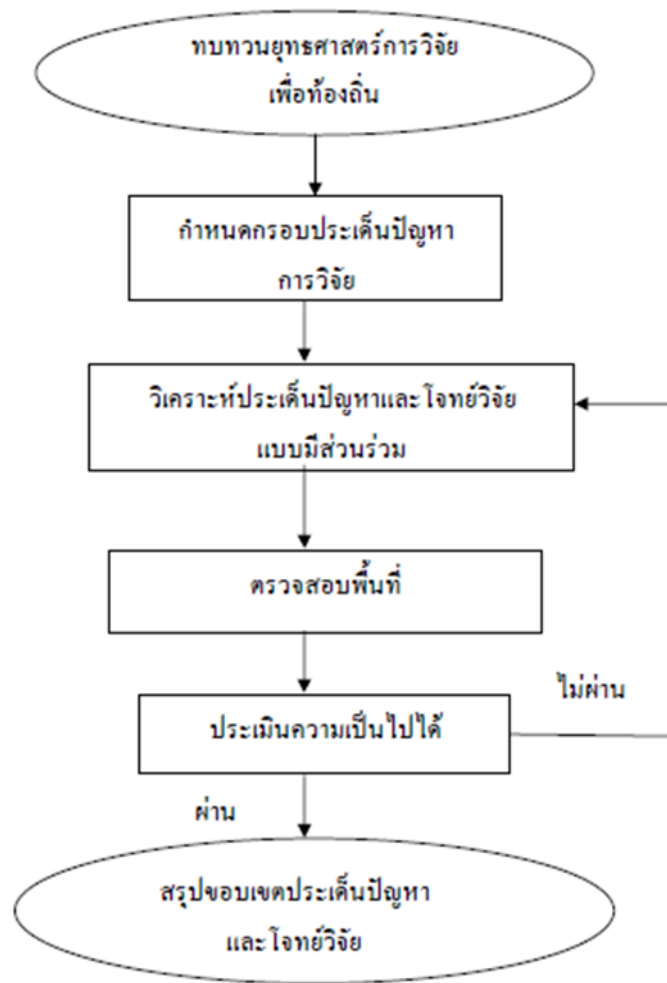 ทบทวนยุทธศาสตร์การวิจัย
เพื่อท้องถิ่น
กำหนดกรอบประเด็นปัญหา
การวิจัย
วิเคราะห์ประเด็นปัญหาและโจทย์วิจัย
แบบมีส่วนร่วม
ตรวจสอบพื้นที่
ไม่ผ่าน
ประเมินความเป็นไปได้
ผ่าน
สรุปขอบเขตประเด็นปัญหา
และโจทย์วิจัย